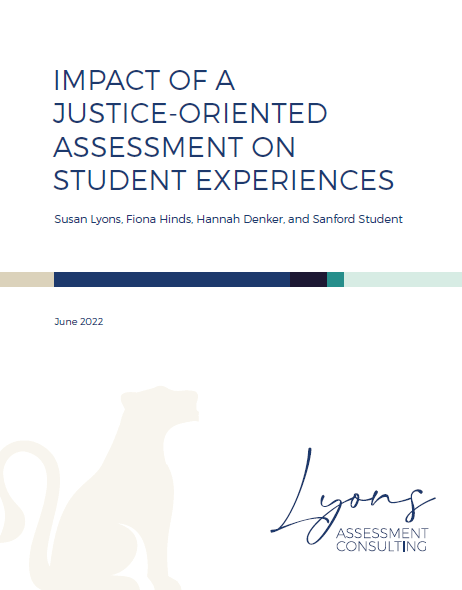 IMPACT OF A
JUSTICE-ORIENTED
ASSESSMENT ON
STUDENT EXPERIENCES
Susan Lyons, Fiona Hinds, Hannah Denker, and Sanford Student
June 2022
Lyons
ASSESSMENT
CONSULTING